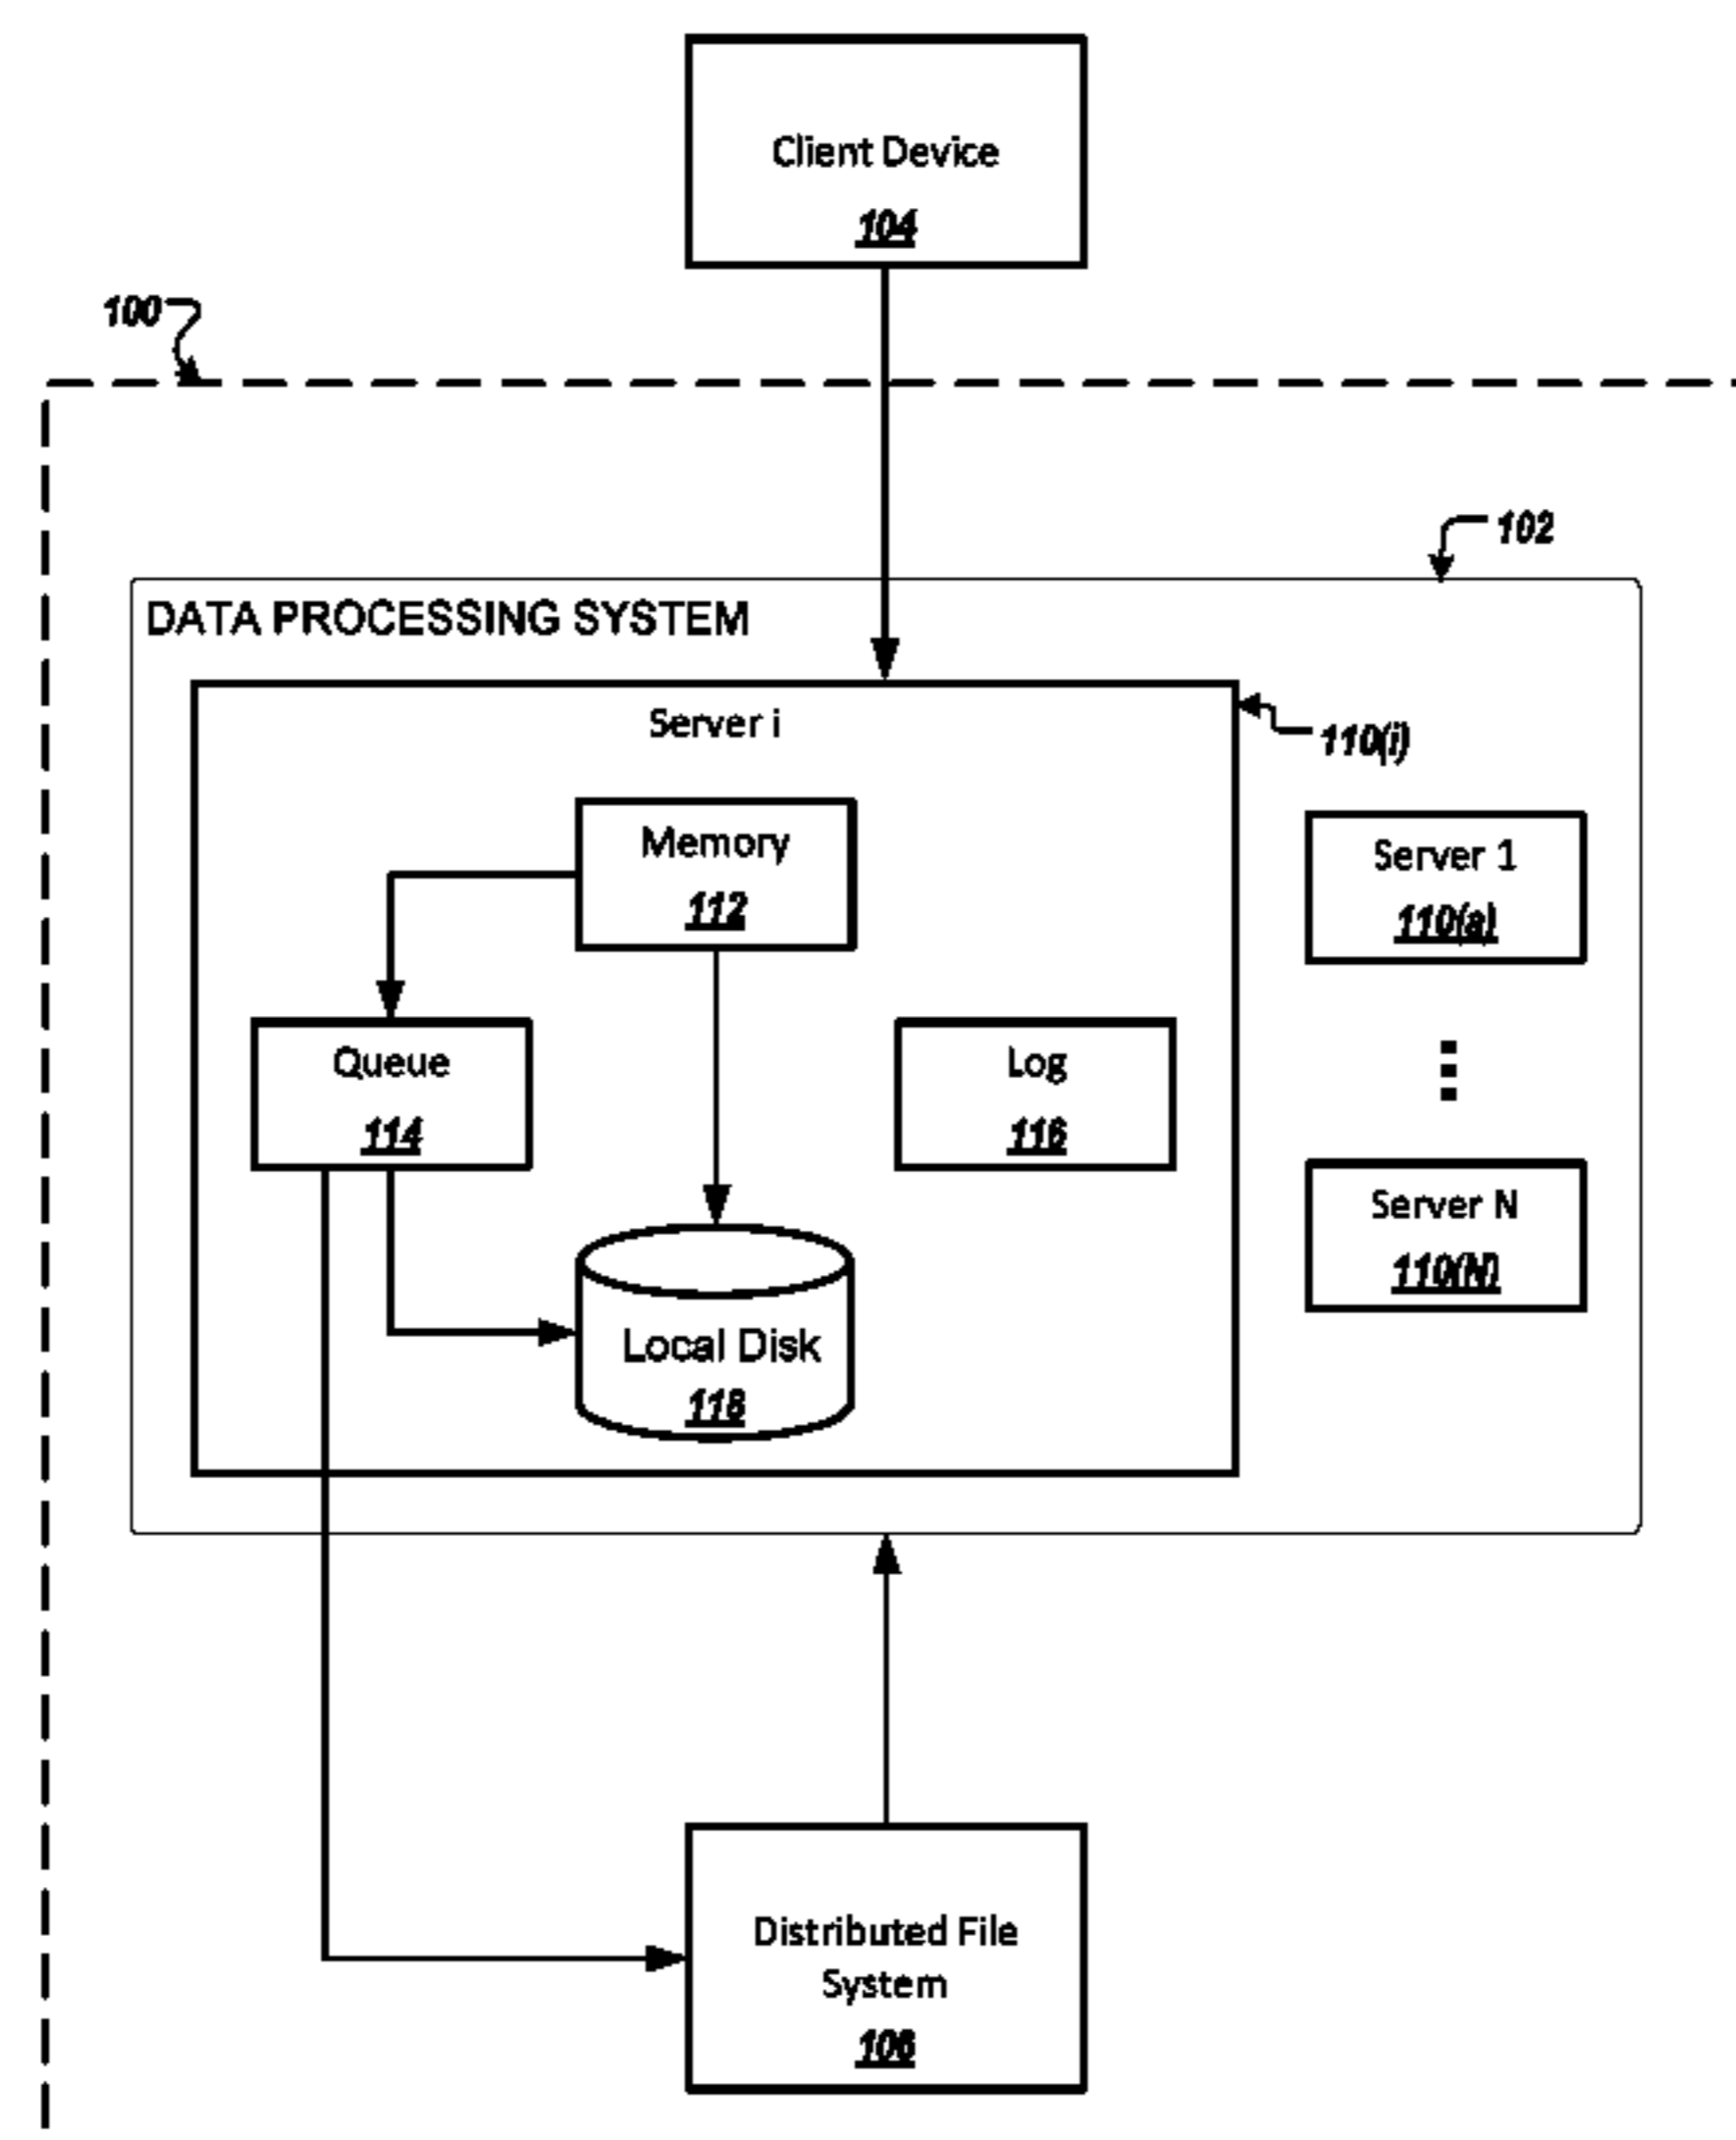 Client Device
104
100
102
DATA PROCESSING SYSTEM
Server i
110(i)
Memory
112
Server 1
110(a)
Queue
114
Log
116
Server N
110(N)
Local Disk
118
Distributed File
System
106